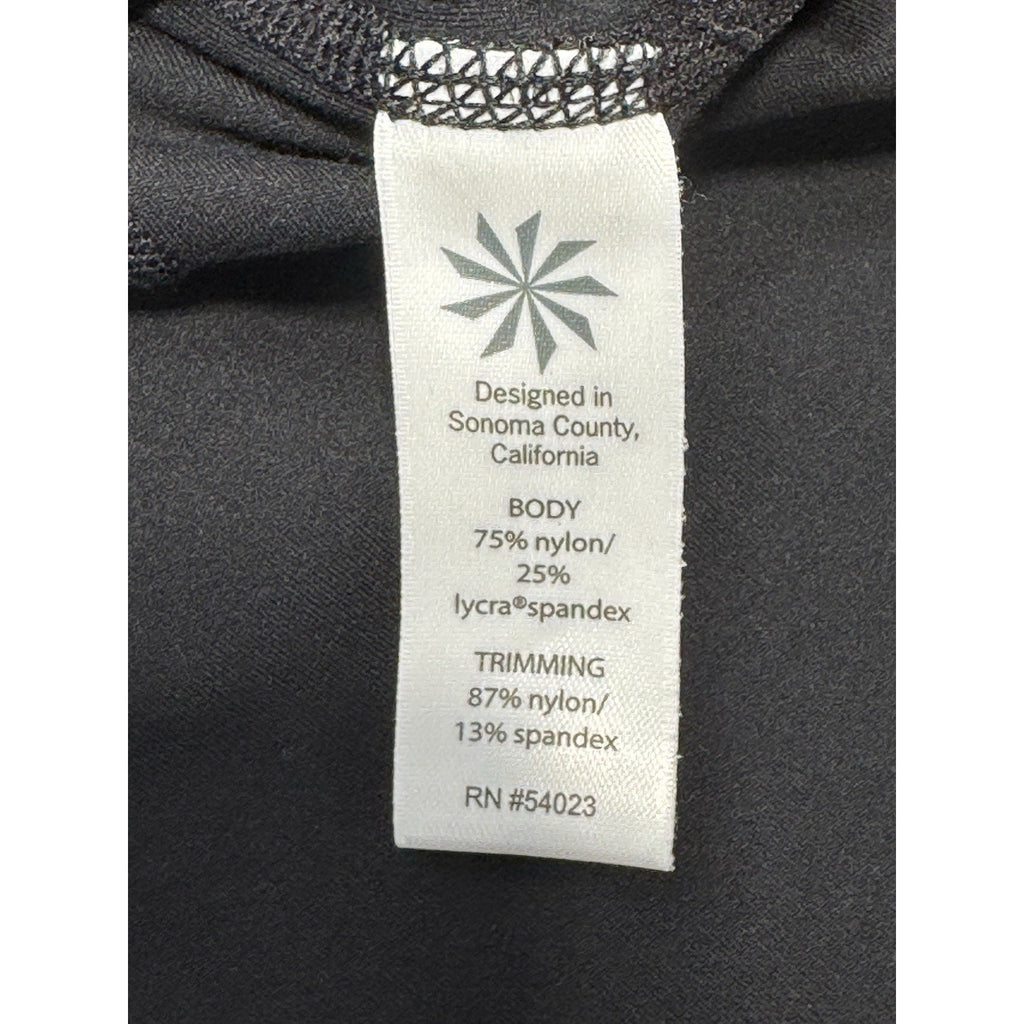 Designed in
Sonoma County,
California
BODY
75% nylon/
25%
lycra®spandex
TRIMMING
87% nylon/
13% spandex
RN #54023